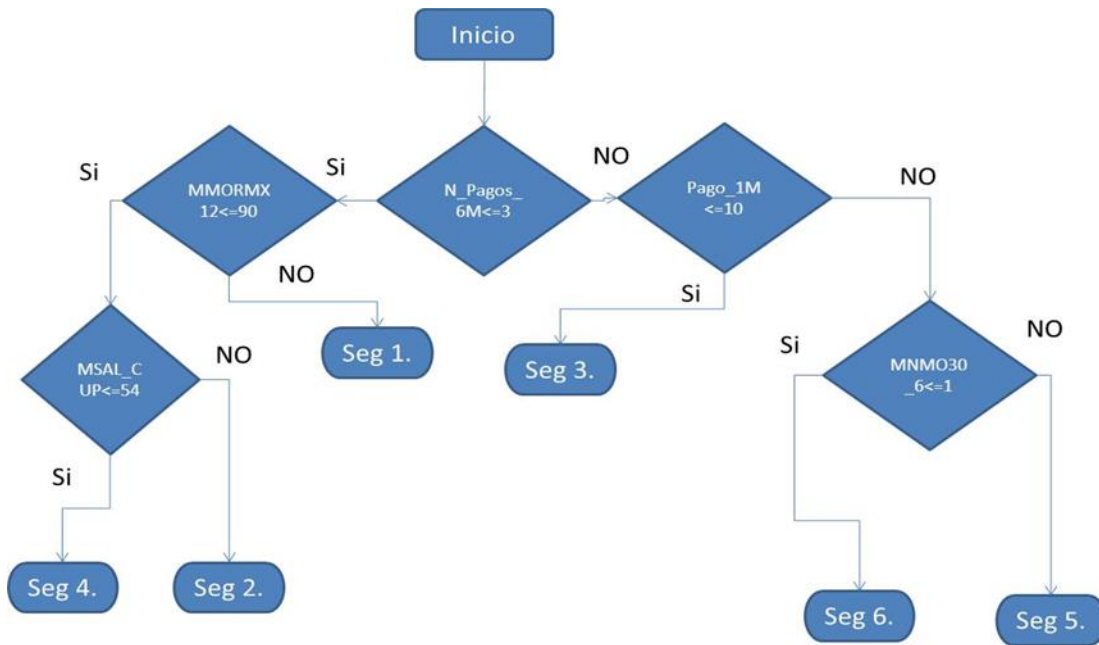 Inicio
Si
MMORMX
12<=90
Si
N_Pagos_
6M<=3
NO
Pago_1M
<=10
NO
NO
Si
Seg 1.
Seg 3.
MSAL_C
UP<=54
NO
Si
MNMO30
_6<=1
NO
Si
Seg 4.
Seg 2.
Seg 6.
Seg 5.